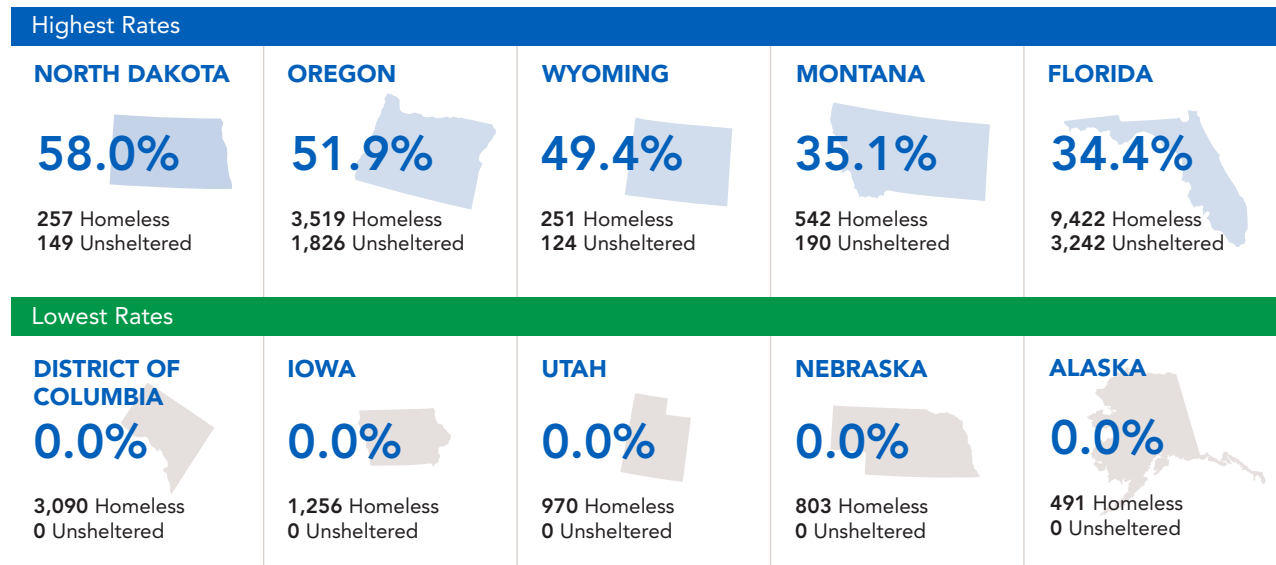 Highest Rates
NORTH DAKOTA
58.0%
257 Homeless
149 Unsheltered
OREGON
51.9%
3,519 Homeless
1,826 Unsheltered
WYOMING
49.4%
251 Homeless
124 Unsheltered
MONTANA
35.1%
542 Homeless
190 Unsheltered
FLORIDA
34.4%
9,422 Homeless
3,242 Unsheltered
Lowest Rates
DISTRICT OF
COLUMBIA
0.0%
3,090 Homeless
0 Unsheltered
IOWA
0.0%
1,256 Homeless
0 Unsheltered
UTAH
0.0%
970 Homeless
0 Unsheltered
NEBRASKA
0.0%
803 Homeless
0 Unsheltered
ALASKA
0.0%
491 Homeless
0 Unsheltered